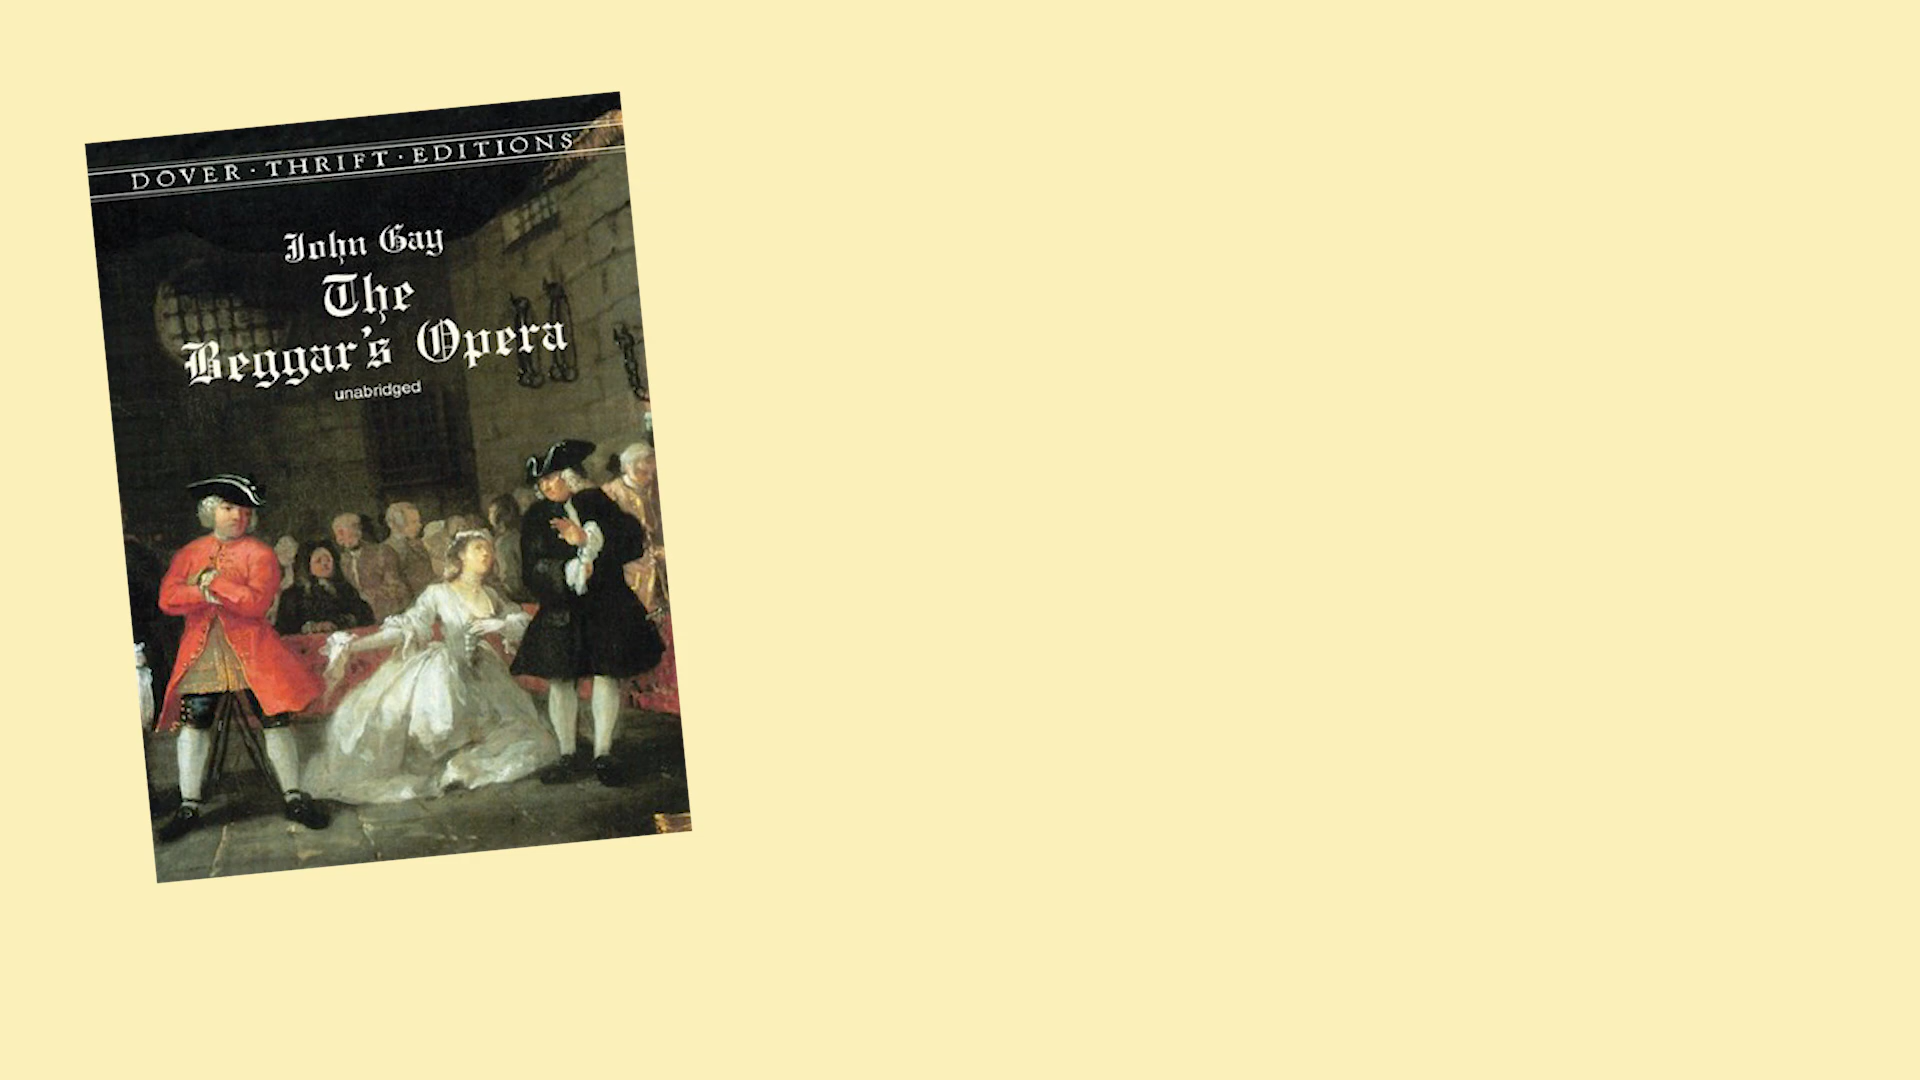 DOVER · THRIFT · EDITIONS
John Gay
The
Beggar's Opera
unabridged